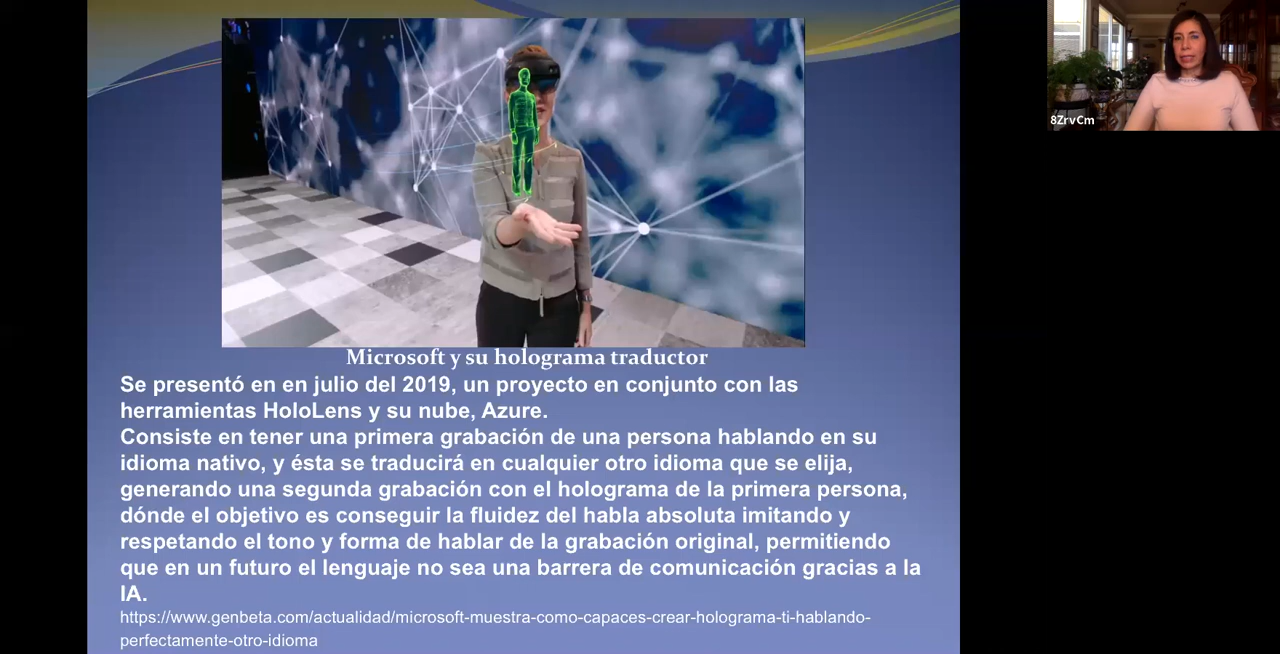 8ZrvCm
Microsoft y su holograma traductor
Se presentó en en julio del 2019, un proyecto en conjunto con las
herramientas HoloLens y su nube, Azure.
Consiste en tener una primera grabación de una persona hablando en su
idioma nativo, y ésta se traducirá en cualquier otro idioma que se elija,
generando una segunda grabación con el holograma de la primera persona,
dónde el objetivo es conseguir la fluidez del habla absoluta imitando y
respetando el tono y forma de hablar de la grabación original, permitiendo
que en un futuro el lenguaje no sea una barrera de comunicación gracias a la
IA.
https://www.genbeta.com/actualidad/microsoft-muestra-como-capaces-crear-holograma-ti-hablando-
perfectamente-otro-idioma